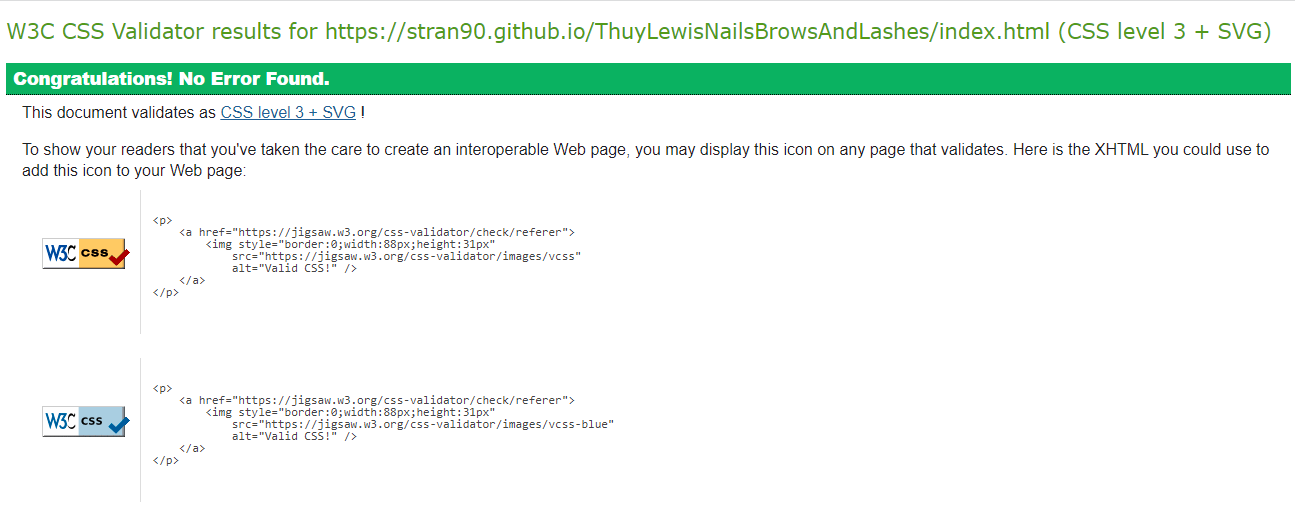 W3C CSS Validator results for https://stran90.github.io/ThuyLewisNailsBrowsAndLashes/index.html (CSS level 3 + SVG)
Congratulations! No Error Found.
This document validates as CSS level 3 + SVG !
To show your readers that you've taken the care to create an interoperable Web page, you may display this icon on any page that validates. Here is the XHTML you could use to
add this icon to your Web page:
<p>
<a href="https://jigsaw.w3.org/css-validator/check/referer">
<img style="border:0;width:88px;height:31px"
W3C css
src="https://jigsaw.w3.org/css-validator/images/vcss"
alt="Valid CSS!" />
</a>
</p>
<p>
<a href="https://jigsaw.w3.org/css-validator/check/referer">
<img style="border:0;width:88px;height:31px"
W3C css
src="https://jigsaw.w3.org/css-validator/images/vcss-blue"
alt="Valid CSS!" />
</a>
</p>